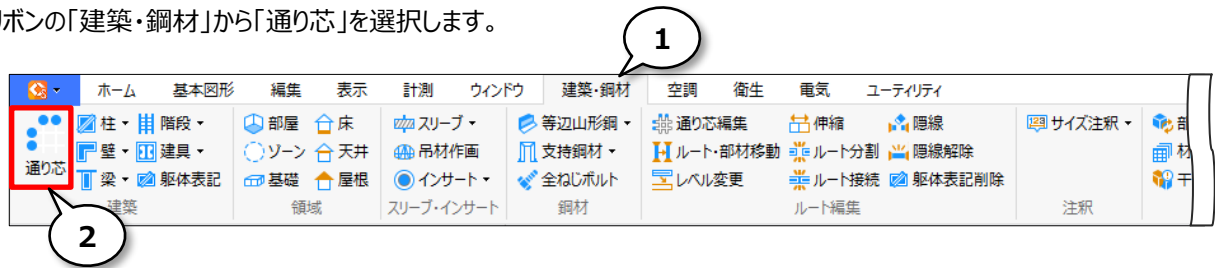 リボンの「建築・鋼材」から「通り芯」を選択します。
1
ホーム 基本図形 編集 表示 計測 ウィンドウ 建築・鋼材 空調 衛生 電気 ユーティリティ
通り芯 柱 階段 部屋 床 スリーブ 等辺山形鋼 通り芯編集 伸縮 隠線 サイズ注釈 部
壁 建具 ゾーン 天井 吊材作画 支持鋼材 ルート・部材移動 ルート分割 隠線解除 材
梁 躯体表記 基礎 屋根 インサート 全ねじボルト レベル変更 ルート接続 躯体表記削除 干
建築 領域 スリーブ・インサート 鋼材 ルート編集 注釈
2